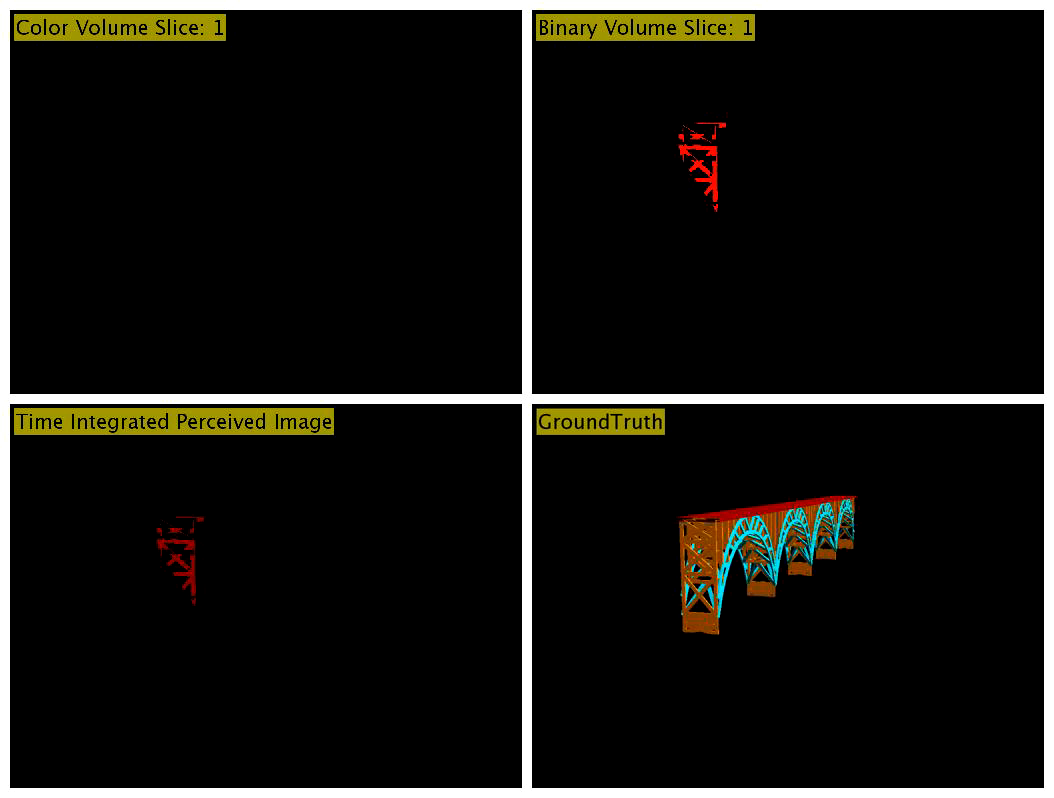 Color Volume Slice: 1
Binary Volume Slice: 1
Time Integrated Perceived Image
GroundTruth